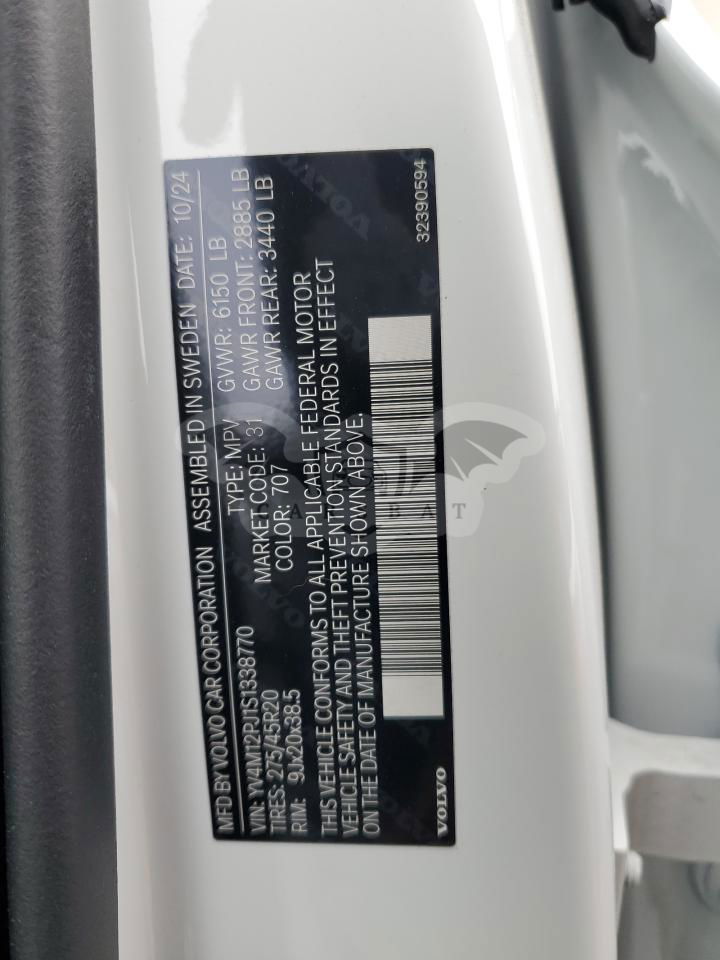 MFD BY VOLVO CAR CORPORATION ASSEMBLED IN SWEDEN DATE: 10/24
VIN: YV4M12PJ1S1338770 TYPE: MPV GVWR: 6150 LB
TIRES: 275/45R20 MARKET CODE: 31 GAWR FRONT: 2885 LB
RIM: 9Jx20x38.5 COLOR: 707 GAWR REAR: 3440 LB
THIS VEHICLE CONFORMS TO ALL APPLICABLE FEDERAL MOTOR
VEHICLE SAFETY AND THEFT PREVENTION STANDARDS IN EFFECT
ON THE DATE OF MANUFACTURE SHOWN ABOVE.
VOLVO 32390594
CARBAT